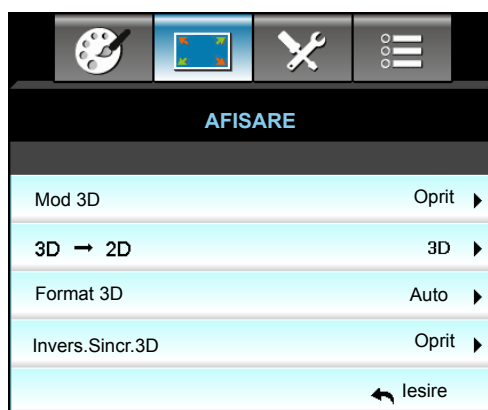 AFISARE
Mod 3D Oprit
3D → 2D 3D
Format 3D Auto
Invers.Sincr.3D Oprit
Iesire